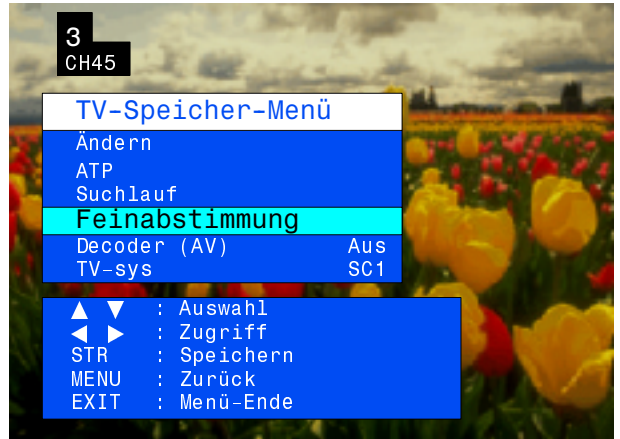 3
CH45
TV-Speicher-Menü
Ändern
ATP
Suchlauf
Feinabstimmung
Decoder (AV) Aus
TV-sys SC1
▲ ▼ : Auswahl
◀ ▶ : Zugriff
STR : Speichern
MENU : Zurück
EXIT : Menü-Ende